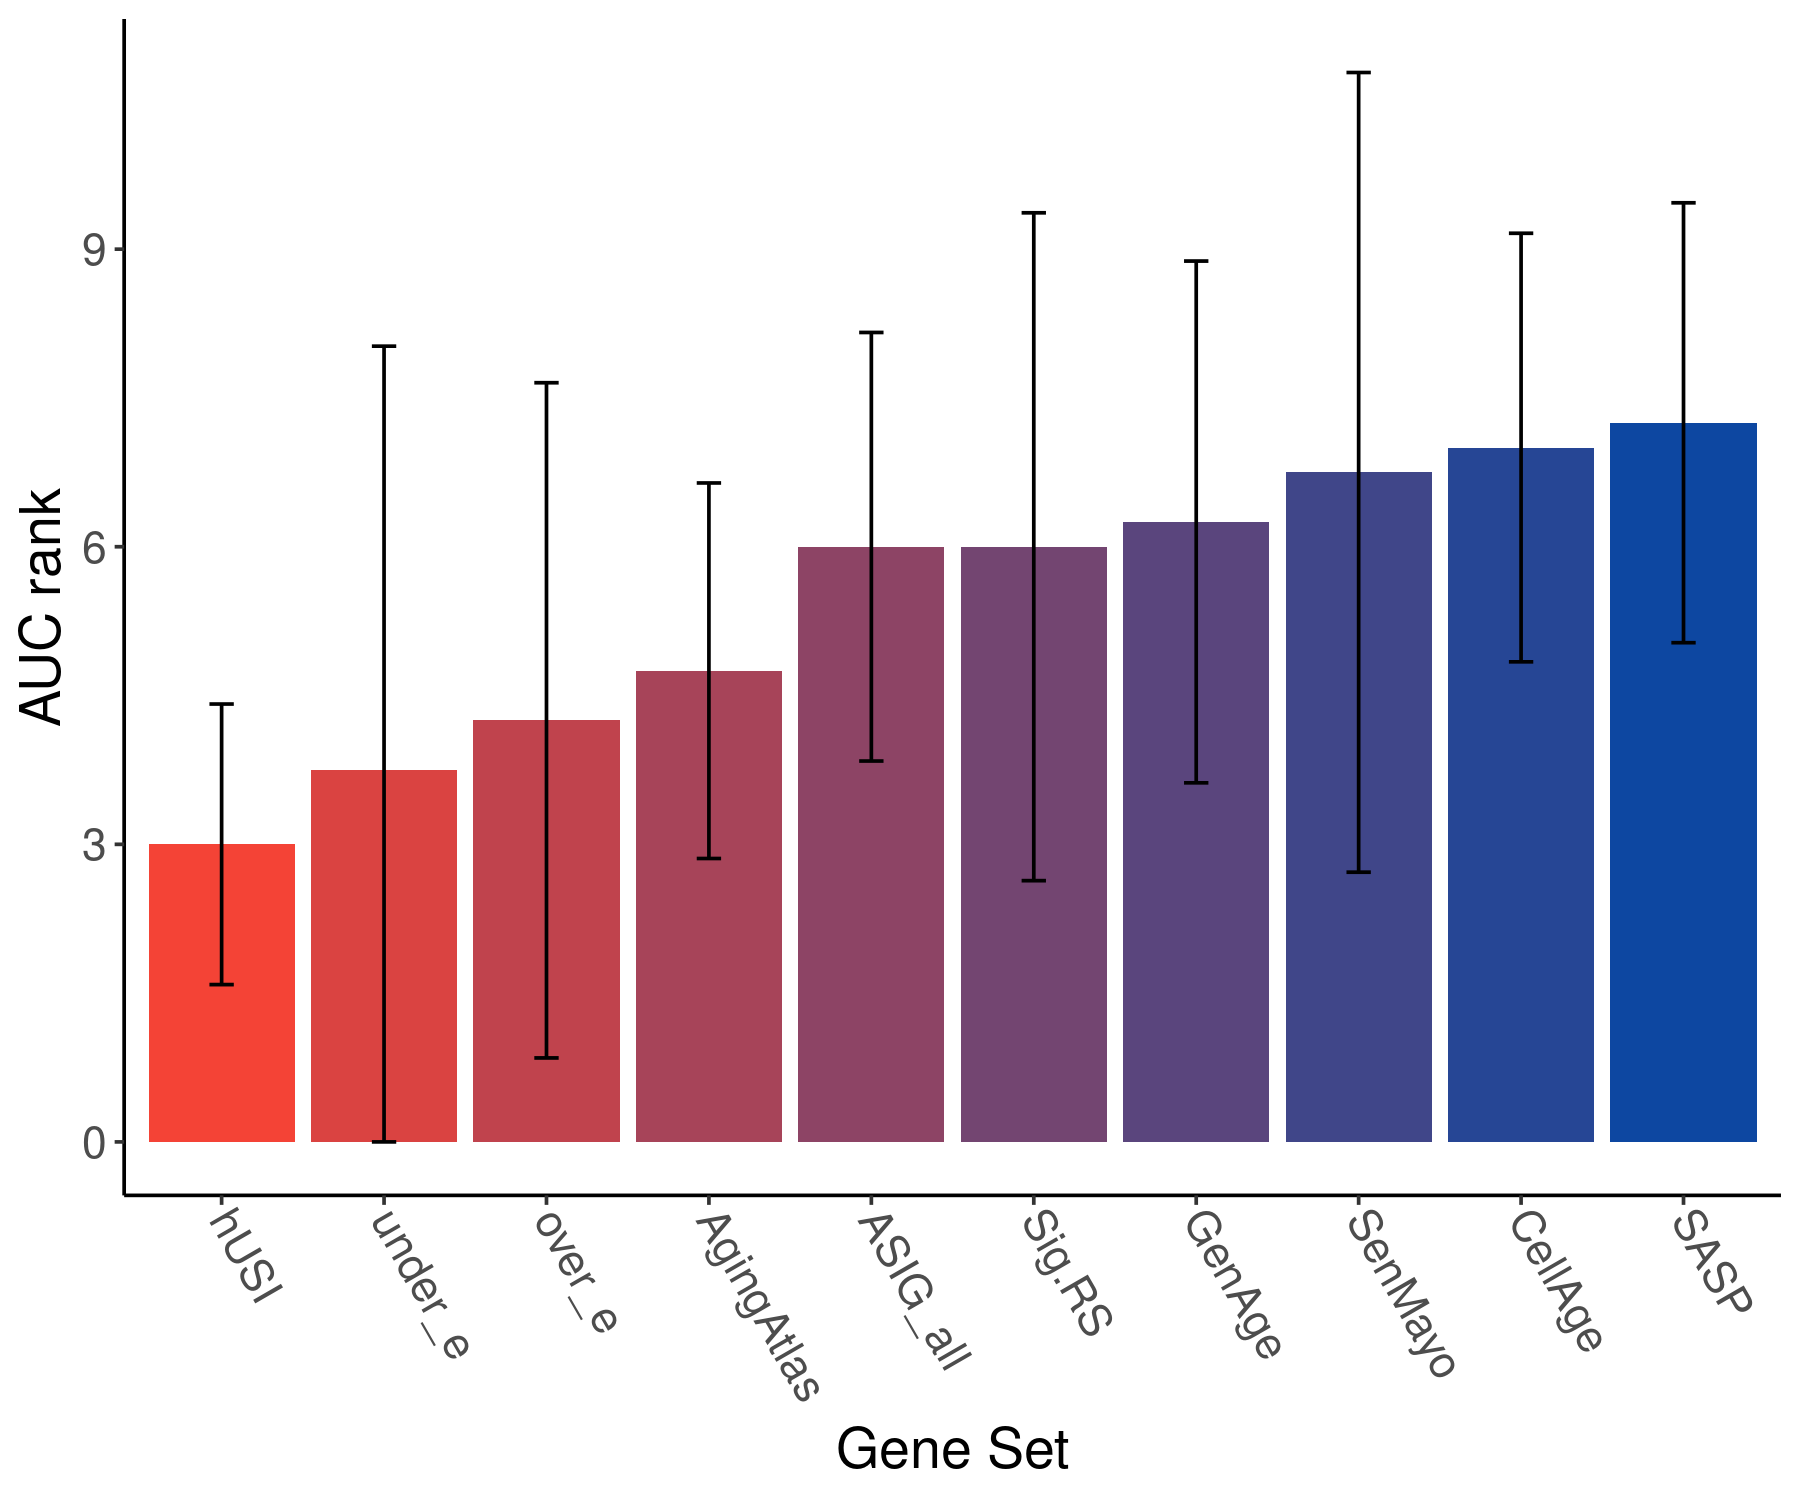 AUC rank
9
6
3
0
hUSI
under_e
over_e
AgingAtlas
ASIG_all
Sig.RS
GenAge
SenMayo
CellAge
SASP
Gene Set